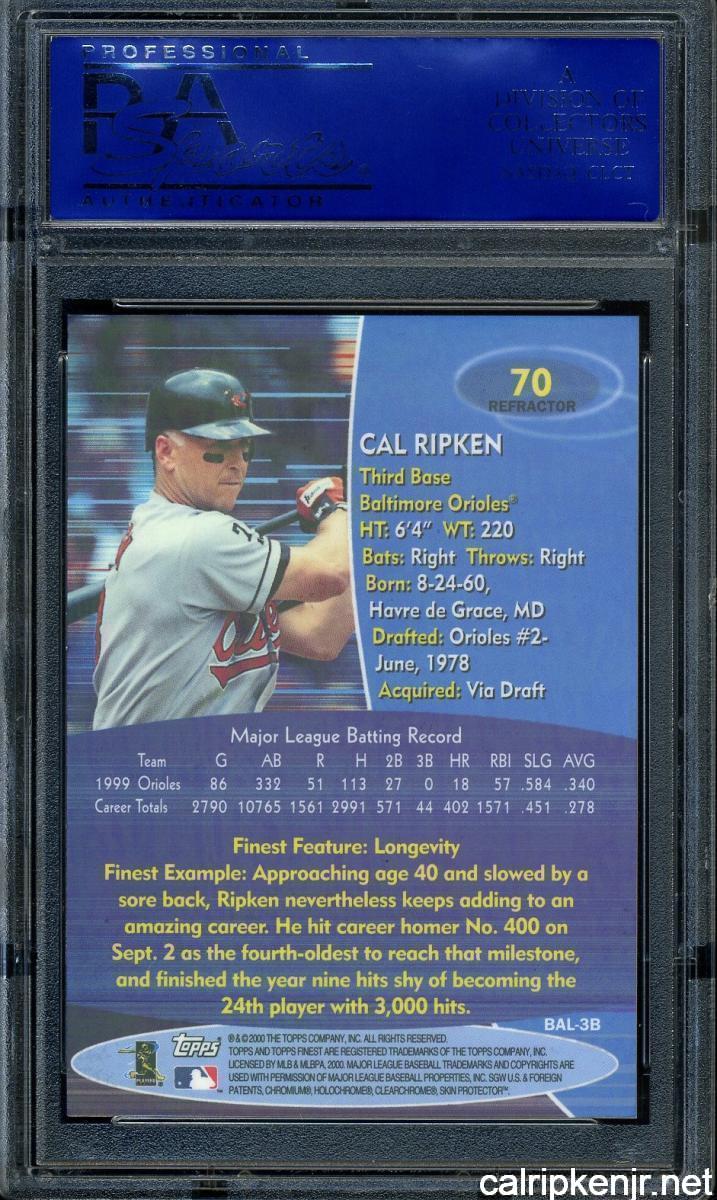 PROFESSIONAL
PSA
AUTHENTICATOR
A
DIVISION OF
COLLECTORS
UNIVERSE
NASDAQ: CLCT
70
REFRACTOR
CAL RIPKEN
Third Base
Baltimore Orioles®
HT: 6'4" WT: 220
Bats: Right Throws: Right
Born: 8-24-60,
Havre de Grace, MD
Drafted: Orioles #2-
June, 1978
Acquired: Via Draft
Major League Batting Record
Team G AB R H 2B 3B HR RBI SLG AVG
1999 Orioles 86 332 51 113 27 0 18 57 .584 .340
Career Totals 2790 10765 1561 2991 571 44 402 1571 .451 .278
Finest Feature: Longevity
Finest Example: Approaching age 40 and slowed by a
sore back, Ripken nevertheless keeps adding to an
amazing career. He hit career homer No. 400 on
Sept. 2 as the fourth-oldest to reach that milestone,
and finished the year nine hits shy of becoming the
24th player with 3,000 hits.
BAL-3B
Topps
®&©2000 THE TOPPS COMPANY, INC. ALL RIGHTS RESERVED.
TOPPS AND TOPPS FINEST ARE REGISTERED TRADEMARKS OF THE TOPPS COMPANY, INC.
LICENSED BY MLB & MLBPA, 2000. MAJOR LEAGUE BASEBALL TRADEMARKS AND COPYRIGHTS ARE
USED WITH PERMISSION OF MAJOR LEAGUE BASEBALL PROPERTIES, INC. SGW U.S. & FOREIGN
PATENTS, CHROMIUM®, HOLOCHROME®, CLEARCHROME®, SKIN PROTECTOR™.
calripkenjr.net